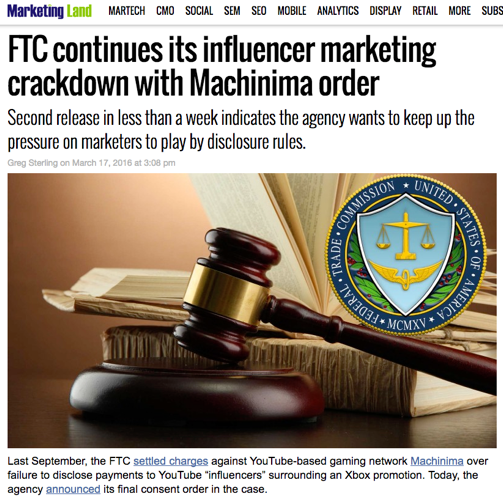 Marketing Land MARTECH CMO SOCIAL SEM SEO MOBILE ANALYTICS DISPLAY RETAIL MORE SUBS
FTC continues its influencer marketing
crackdown with Machinima order
Second release in less than a week indicates the agency wants to keep up the
pressure on marketers to play by disclosure rules.
Greg Sterling on March 17, 2016 at 3:08 pm
FEDERAL TRADE COMMISSION ★ UNITED STATES OF AMERICA ★ MCMXV ★
Last September, the FTC settled charges against YouTube-based gaming network Machinima over
failure to disclose payments to YouTube “influencers” surrounding an Xbox promotion. Today, the
agency announced its final consent order in the case.